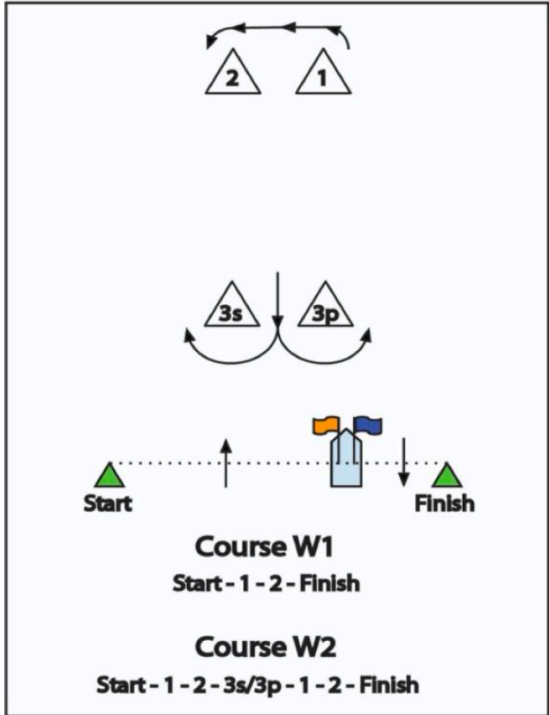 2 1
3s 3p
Start Finish
Course W1
Start - 1 - 2 - Finish
Course W2
Start - 1 - 2 - 3s/3p - 1 - 2 - Finish